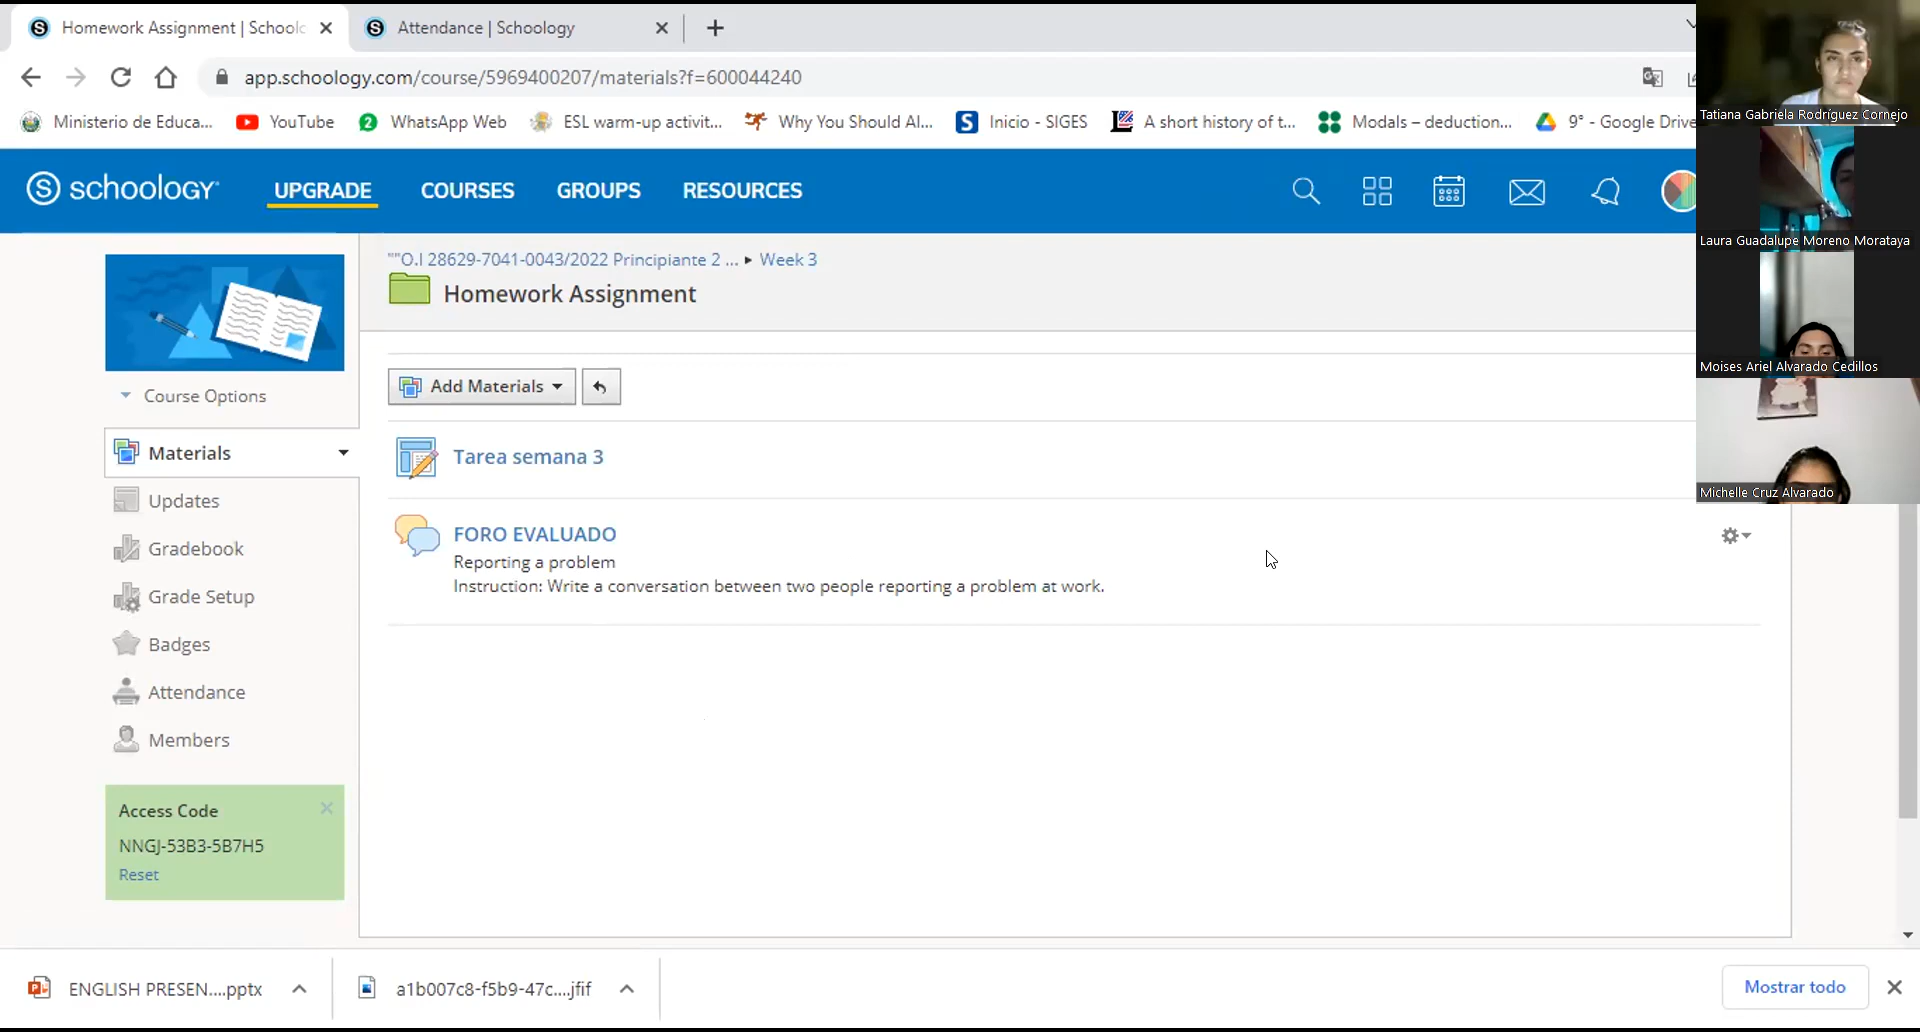 Homework Assignment | Schoolo
Attendance | Schoology
app.schoology.com/course/5969400207/materials?f=600044240
Ministerio de Educa...
YouTube
2
WhatsApp Web
ESL warm-up activit...
Why You Should Al...
S
Inicio - SIGES
A short history of t...
Modals – deduction...
9° - Google Drive
S schoology
UPGRADE
COURSES
GROUPS
RESOURCES
Tatiana Gabriela Rodríguez Cornejo
Laura Guadalupe Moreno Morataya
Moises Ariel Alvarado Cedillos
Michelle Cruz Alvarado
""O.I 28629-7041-0043/2022 Principiante 2 ... ▸ Week 3
Homework Assignment
Course Options
Add Materials
Materials
Updates
Gradebook
Grade Setup
Badges
Attendance
Members
Tarea semana 3
FORO EVALUADO
Reporting a problem
Instruction: Write a conversation between two people reporting a problem at work.
Access Code
NNGJ-53B3-5B7H5
Reset
ENGLISH PRESEN....pptx
a1b007c8-f5b9-47c....jfif
Mostrar todo